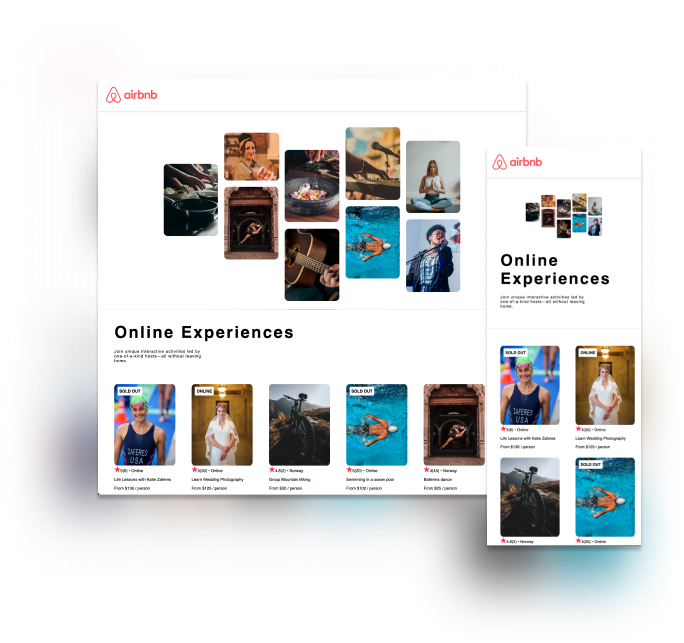 airbnb
Online Experiences
Join unique interactive activities led by
one-of-a-kind hosts—all without leaving
home.
SOLD OUT
ZAFERES
USA
5(6) • Online
Life Lessons with Katie Zaferes
From $136 / person
ONLINE
5(30) • Online
Learn Wedding Photography
From $125 / person
4.8(2) • Norway
Group Mountain Biking
From $50 / person
SOLD OUT
5(20) • Online
Swimming in a ocean pool
From $100 / person
4(45) • Norway
Ballerina dance
From $25 / person
airbnb
Online
Experiences
Join unique interactive activities led by
one-of-a-kind hosts—all without leaving
home.
SOLD OUT
ZAFERES
USA
5(6) • Online
Life Lessons with Katie Zaferes
From $136 / person
ONLINE
5(30) • Online
Learn Wedding Photography
From $125 / person
4.8(2) • Norway
SOLD OUT
5(20) • Online